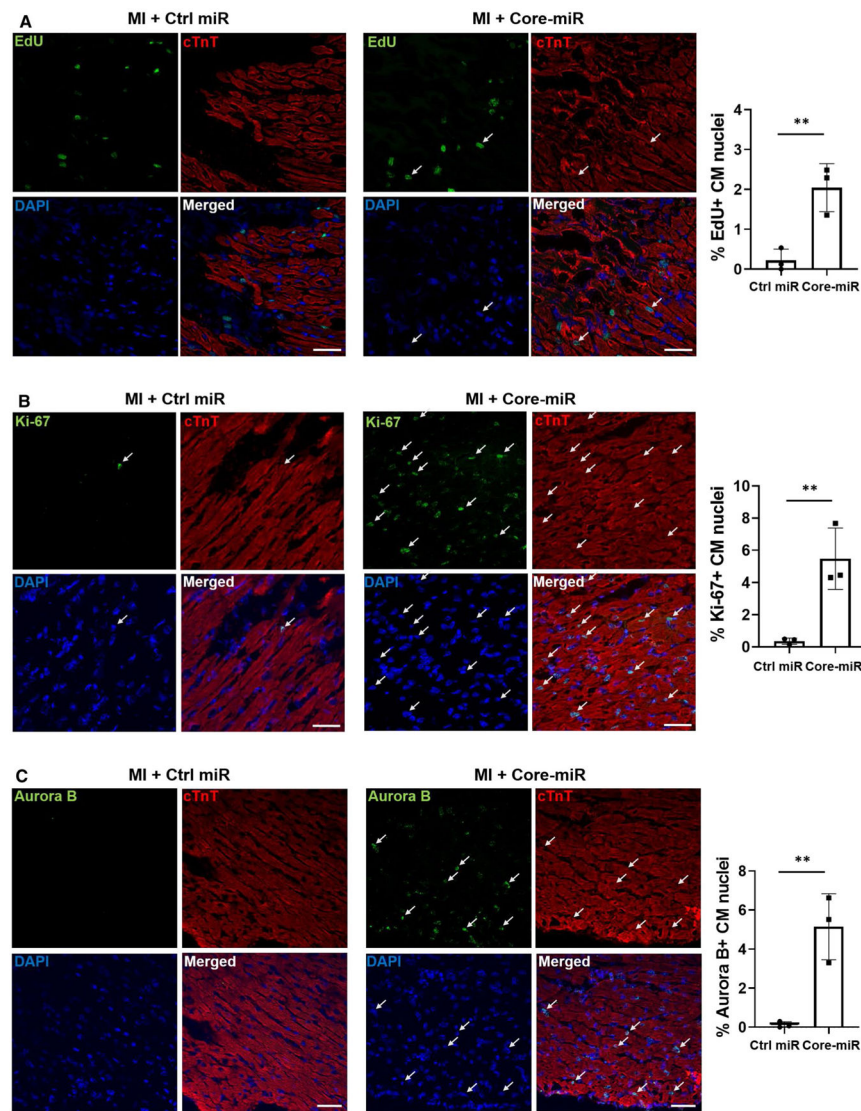 A
MI + Ctrl miR
MI + Core-miR
EdU
cTnT
EdU
cTnT
DAPI
Merged
DAPI
Merged
% EdU+ CM nuclei
4
3
2
1
0
**
Ctrl miR
Core-miR
B
MI + Ctrl miR
MI + Core-miR
Ki-67
cTnT
Ki-67
cTnT
DAPI
Merged
DAPI
Merged
% Ki-67+ CM nuclei
10
8
6
4
2
0
**
Ctrl miR
Core-miR
C
MI + Ctrl miR
MI + Core-miR
Aurora B
cTnT
Aurora B
cTnT
DAPI
Merged
DAPI
Merged
% Aurora B+ CM nuclei
8
6
4
2
0
**
Ctrl miR
Core-miR